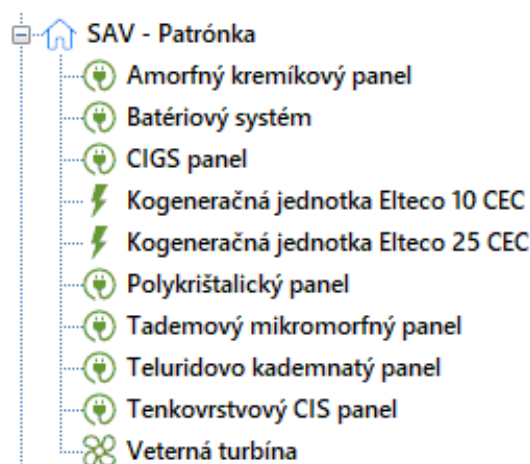 SAV - Patrónka
Amorfný kremíkový panel
Batériový systém
CIGS panel
Kogeneračná jednotka Elteco 10 CEC
Kogeneračná jednotka Elteco 25 CEC
Polykrištalický panel
Tademový mikromorfný panel
Teluridovo kademnatý panel
Tenkovrstvový CIS panel
Veterná turbína